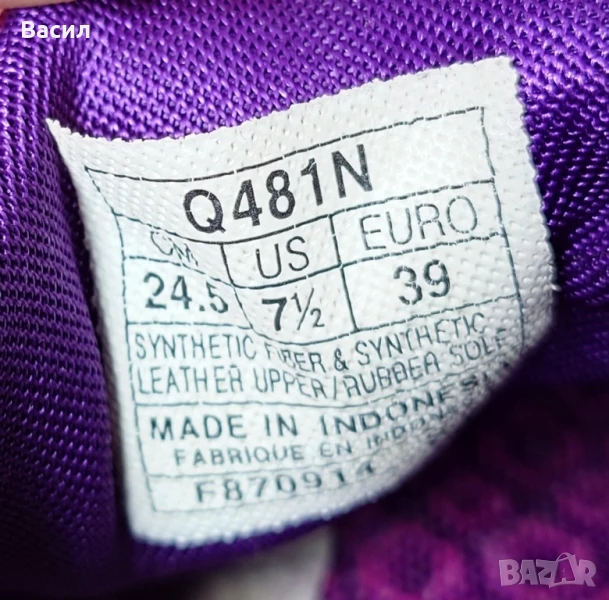 Васил
Q481N
CM US EURO
24.5 7½ 39
SYNTHETIC FIBER & SYNTHETIC
LEATHER UPPER/RUBBER SOLE
MADE IN INDONESIA
FABRIQUE EN
F870914
BAZAR